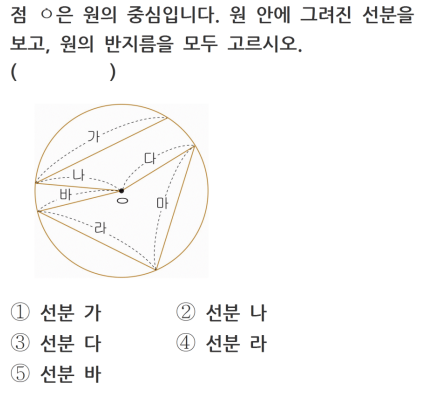 점 ㅇ은 원의 중심입니다. 원 안에 그려진 선분을
보고, 원의 반지름을 모두 고르시오.
(            )
가
다
나
바
ㅇ
마
라
① 선분 가 ② 선분 나
③ 선분 다 ④ 선분 라
⑤ 선분 바